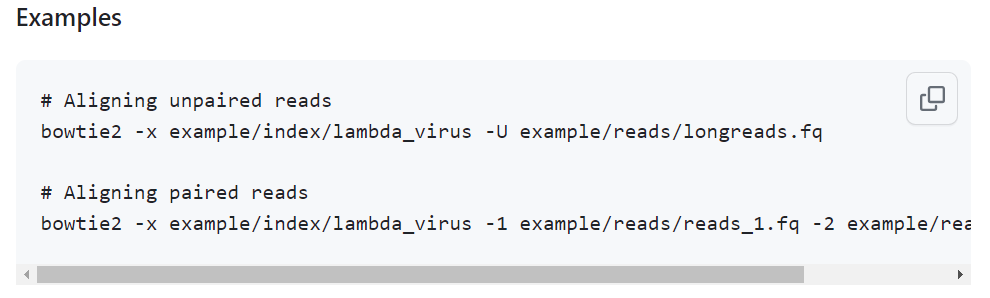 Examples
# Aligning unpaired reads
bowtie2 -x example/index/lambda_virus -U example/reads/longreads.fq
# Aligning paired reads
bowtie2 -x example/index/lambda_virus -1 example/reads/reads_1.fq -2 example/rea